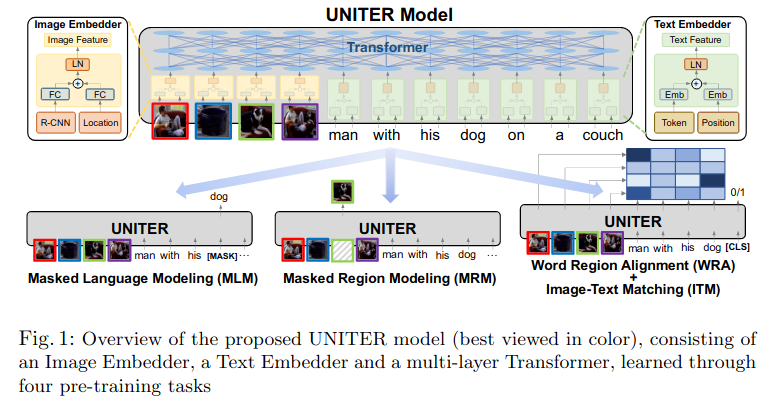 UNITER Model
Image Embedder
Image Feature
LN
+
FC FC
R-CNN Location
Transformer
Text Embedder
Text Feature
LN
+
Emb Emb
Token Position
man with his dog on a couch
dog
UNITER
man with his [MASK] ...
Masked Language Modeling (MLM)
UNITER
man with his dog ...
Masked Region Modeling (MRM)
0/1
UNITER
man with his dog [CLS]
Word Region Alignment (WRA)
+
Image-Text Matching (ITM)
Fig. 1: Overview of the proposed UNITER model (best viewed in color), consisting of
an Image Embedder, a Text Embedder and a multi-layer Transformer, learned through
four pre-training tasks